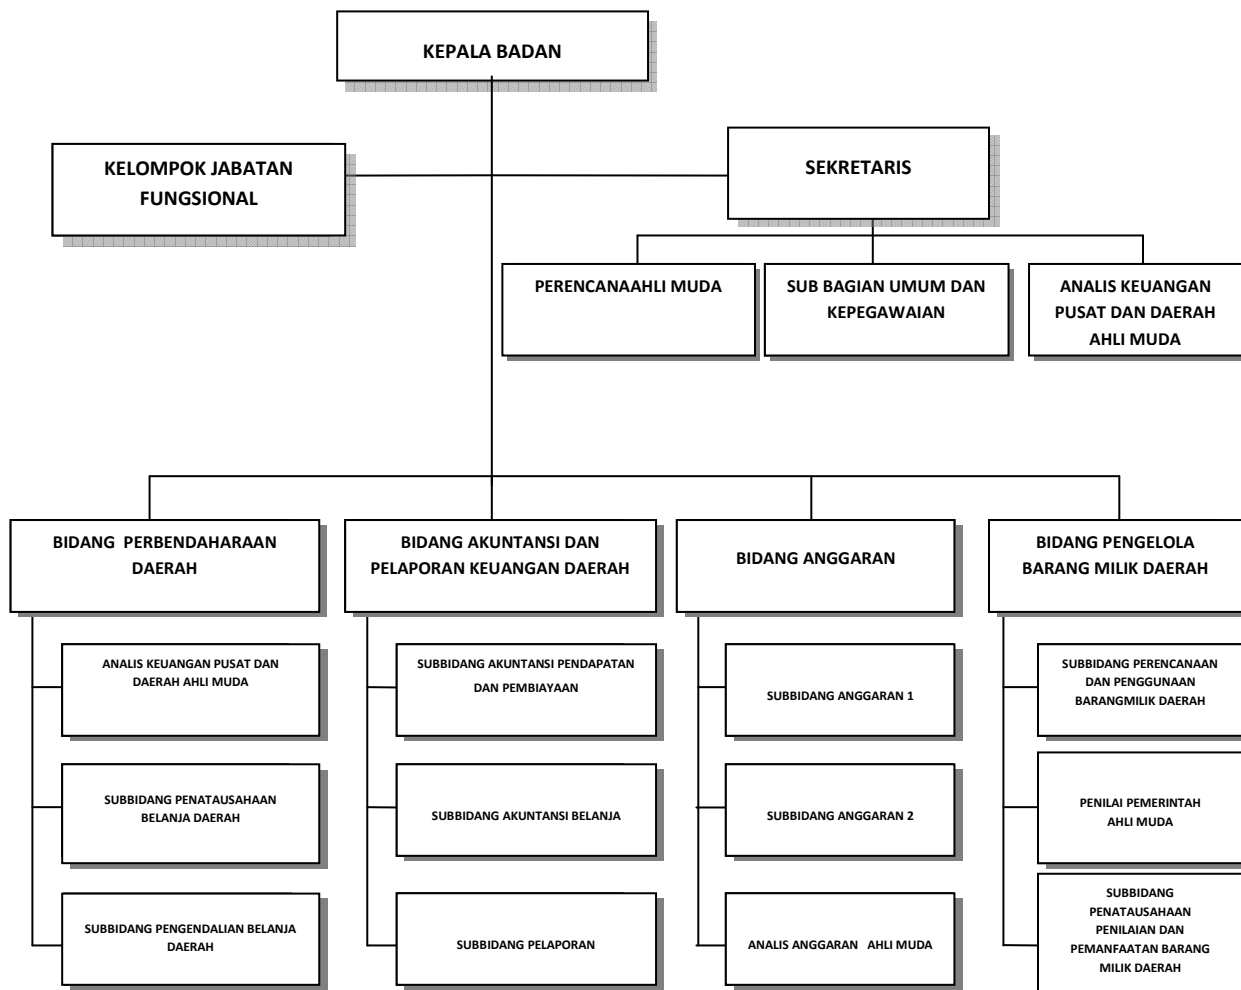 KEPALA BADAN
KELOMPOK JABATAN
FUNGSIONAL
SEKRETARIS
PERENCANAAHLI MUDA
SUB BAGIAN UMUM DAN
KEPEGAWAIAN
ANALIS KEUANGAN
PUSAT DAN DAERAH
AHLI MUDA
BIDANG PERBENDAHARAAN
DAERAH
BIDANG AKUNTANSI DAN
PELAPORAN KEUANGAN DAERAH
BIDANG ANGGARAN
BIDANG PENGELOLA
BARANG MILIK DAERAH
ANALIS KEUANGAN PUSAT DAN
DAERAH AHLI MUDA
SUBBIDANG AKUNTANSI PENDAPATAN
DAN PEMBIAYAAN
SUBBIDANG ANGGARAN 1
SUBBIDANG PERENCANAAN
DAN PENGGUNAAN
BARANGMILIK DAERAH
SUBBIDANG PENATAUSAHAAN
BELANJA DAERAH
SUBBIDANG AKUNTANSI BELANJA
SUBBIDANG ANGGARAN 2
PENILAI PEMERINTAH
AHLI MUDA
SUBBIDANG PENGENDALIAN BELANJA
DAERAH
SUBBIDANG PELAPORAN
ANALIS ANGGARAN AHLI MUDA
SUBBIDANG
PENATAUSAHAAN
PENILAIAN DAN
PEMANFAATAN BARANG
MILIK DAERAH